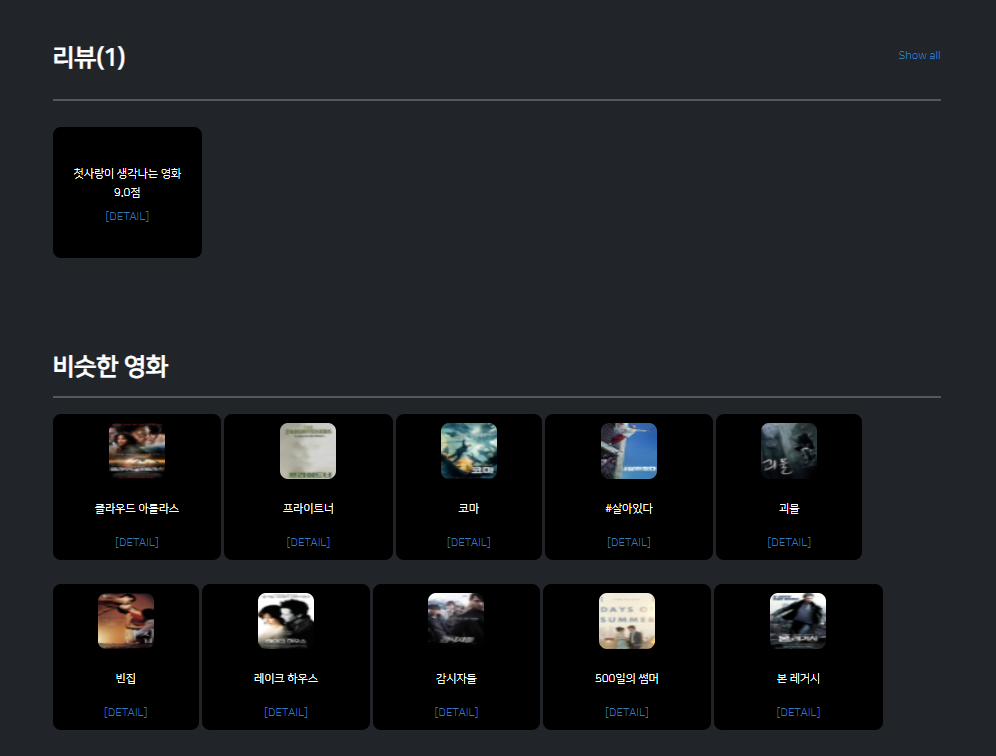 리뷰(1)
Show all
첫사랑이 생각나는 영화
9.0점
[DETAIL]
비슷한 영화
클라우드 아틀라스
프라이트너
코마
#살아있다
괴물
[DETAIL]
[DETAIL]
[DETAIL]
[DETAIL]
[DETAIL]
DAYS O
SUMMER
빈집
레이크 하우스
감시자들
500일의 썸머
본 레거시
[DETAIL]
[DETAIL]
[DETAIL]
[DETAIL]
[DETAIL]